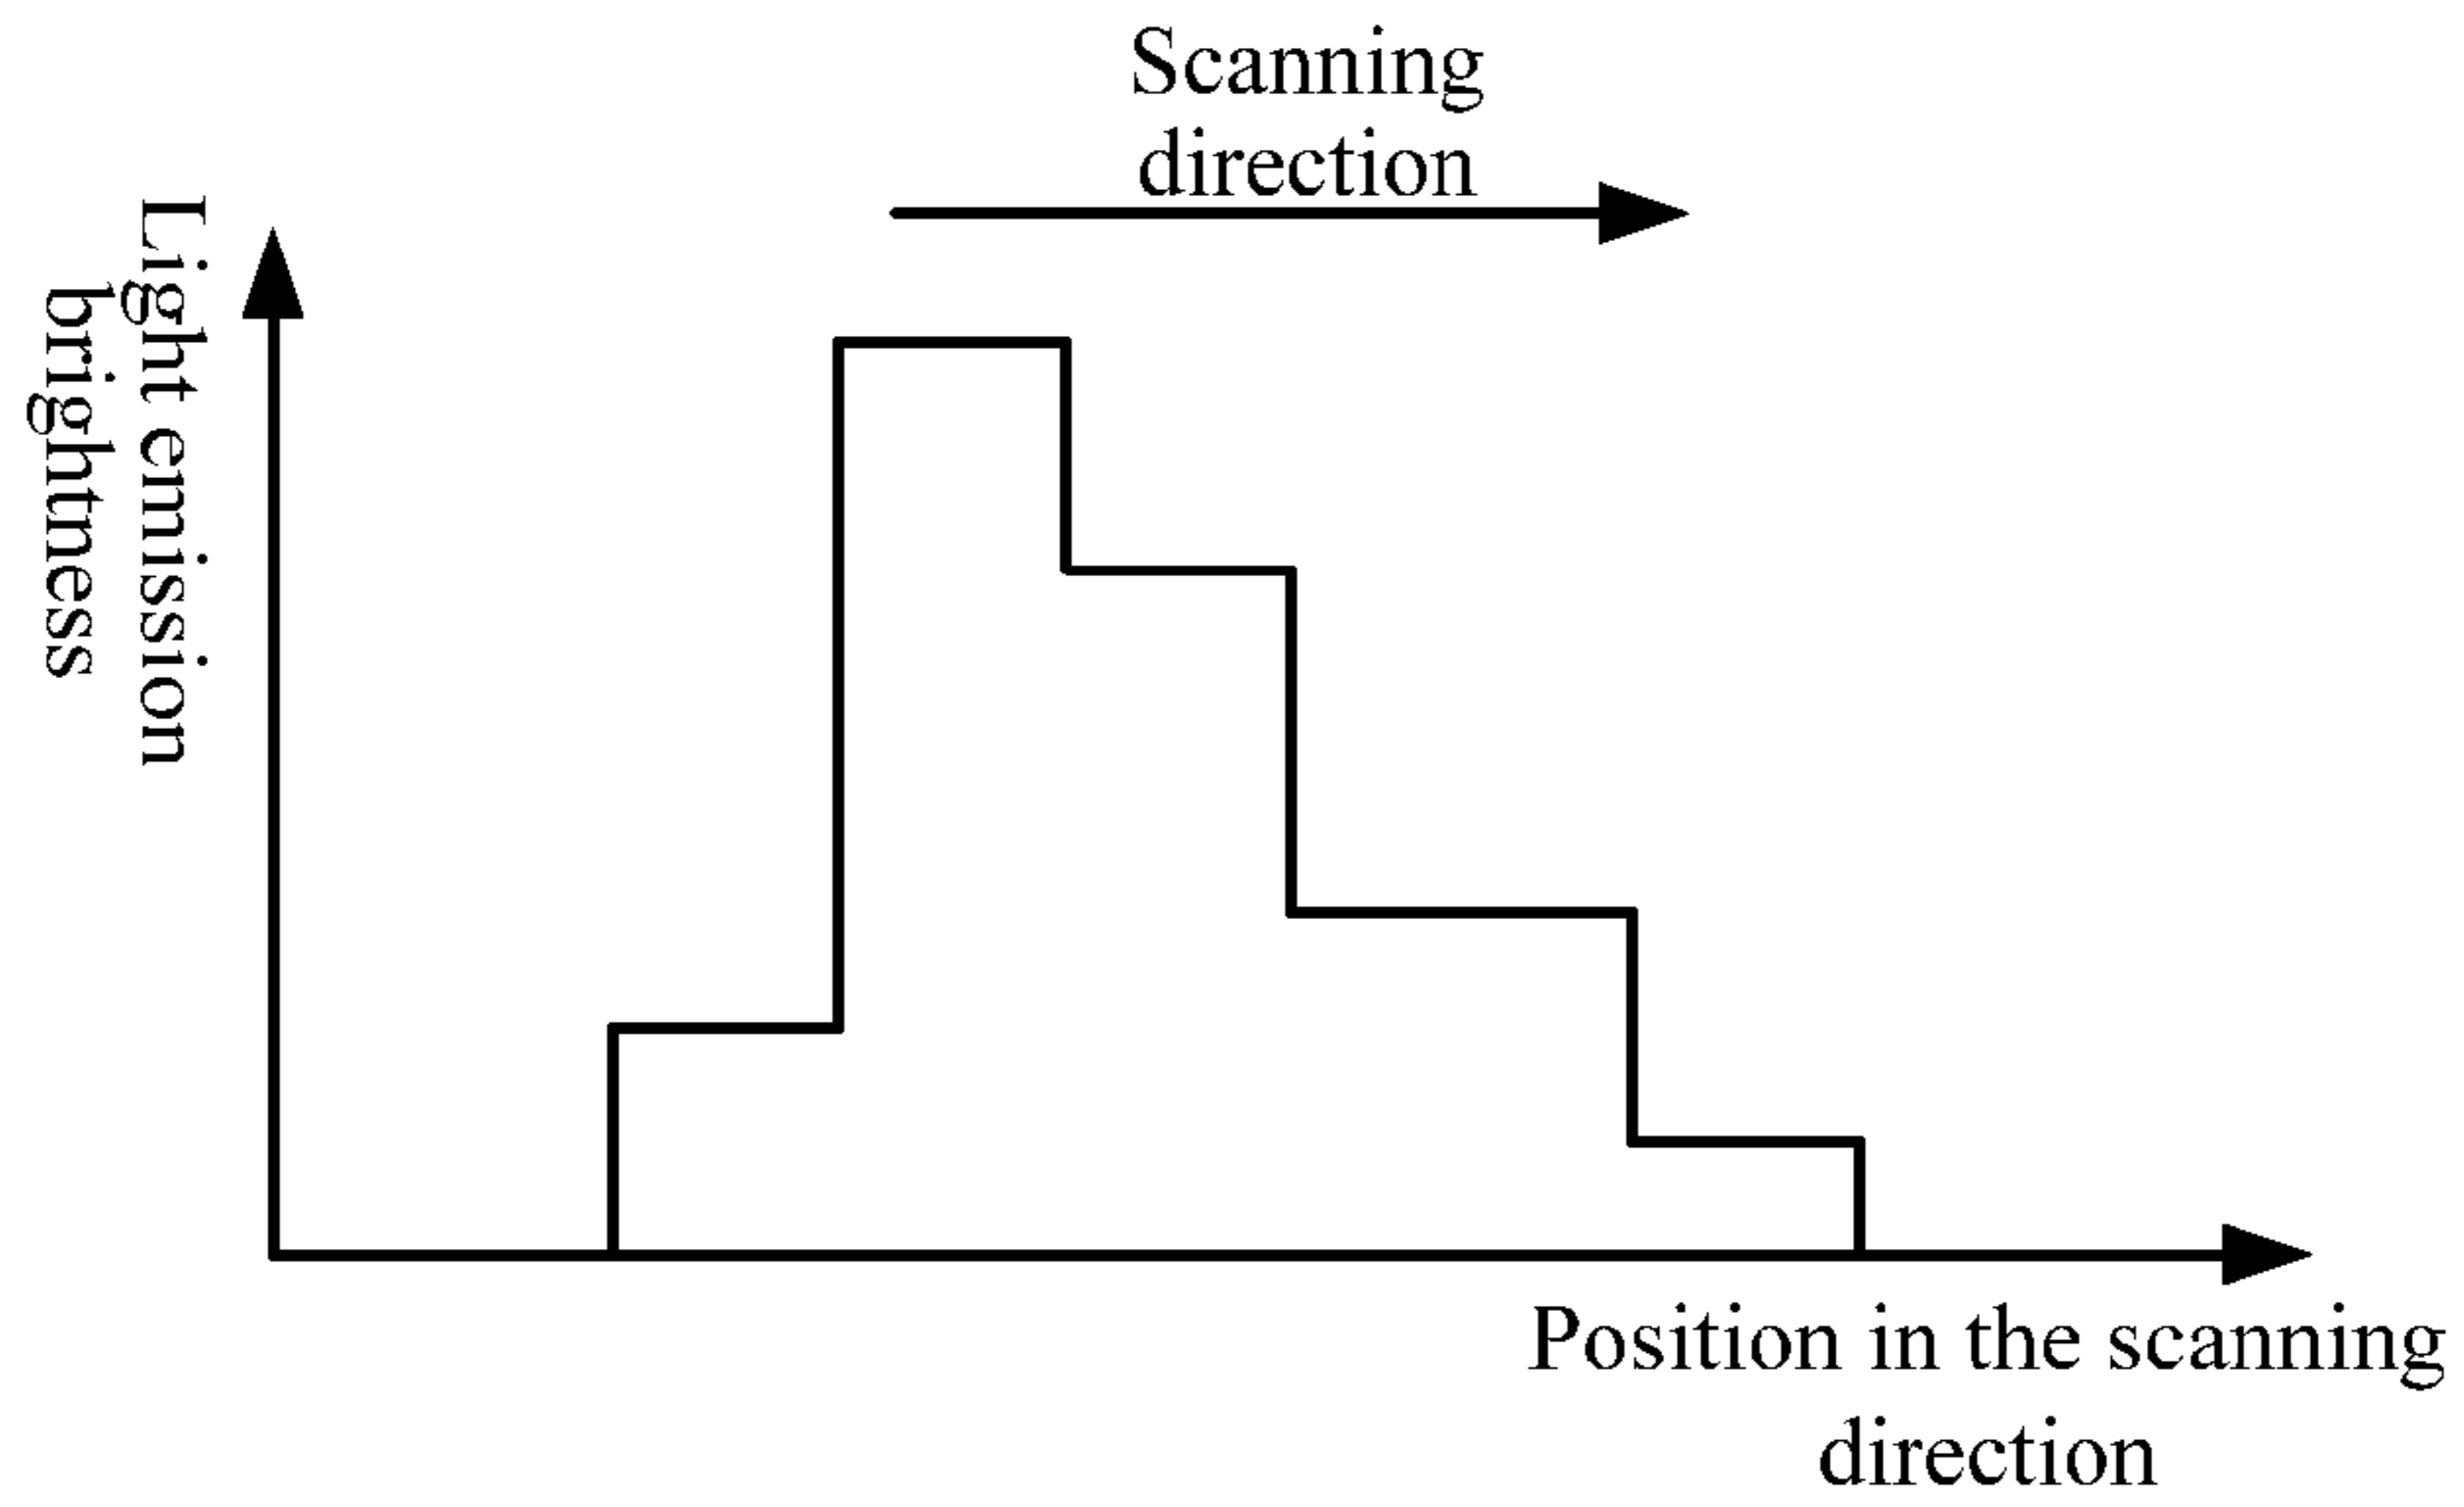 Scanning
direction
Light emission
brightness
Position in the scanning
direction